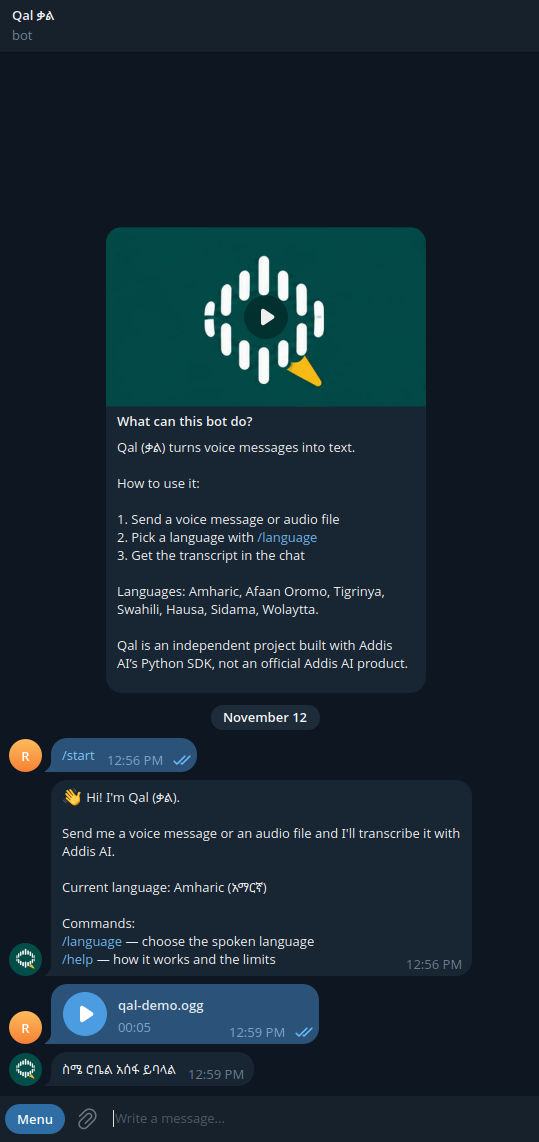 Qal ቃል
bot
What can this bot do?
Qal (ቃል) turns voice messages into text.
How to use it:
1. Send a voice message or audio file
2. Pick a language with /language
3. Get the transcript in the chat
Languages: Amharic, Afaan Oromo, Tigrinya,
Swahili, Hausa, Sidama, Wolaytta.
Qal is an independent project built with Addis
AI's Python SDK, not an official Addis AI product.
November 12
R
/start 12:56 PM
👋 Hi! I'm Qal (ቃል).
Send me a voice message or an audio file and I'll transcribe it with
Addis AI.
Current language: Amharic (አማርኛ)
Commands:
/language — choose the spoken language
/help — how it works and the limits
12:56 PM
qal-demo.ogg
R
00:05 12:59 PM
ስሜ ሮቤል አሰፋ ይባላል 12:59 PM
Menu
Write a message...